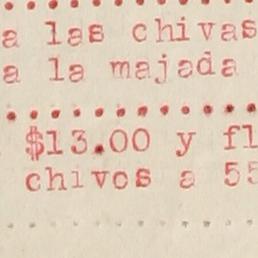 a las chivas
a la majada
$13.00 y fl
chivos a 55